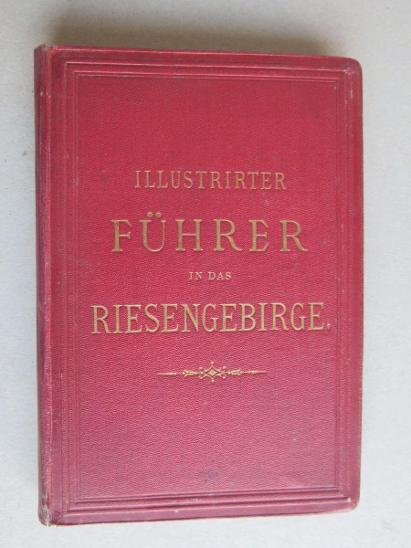 ILLUSTRIRTER
FÜHRER
IN DAS
RIESENGEBIRGE.